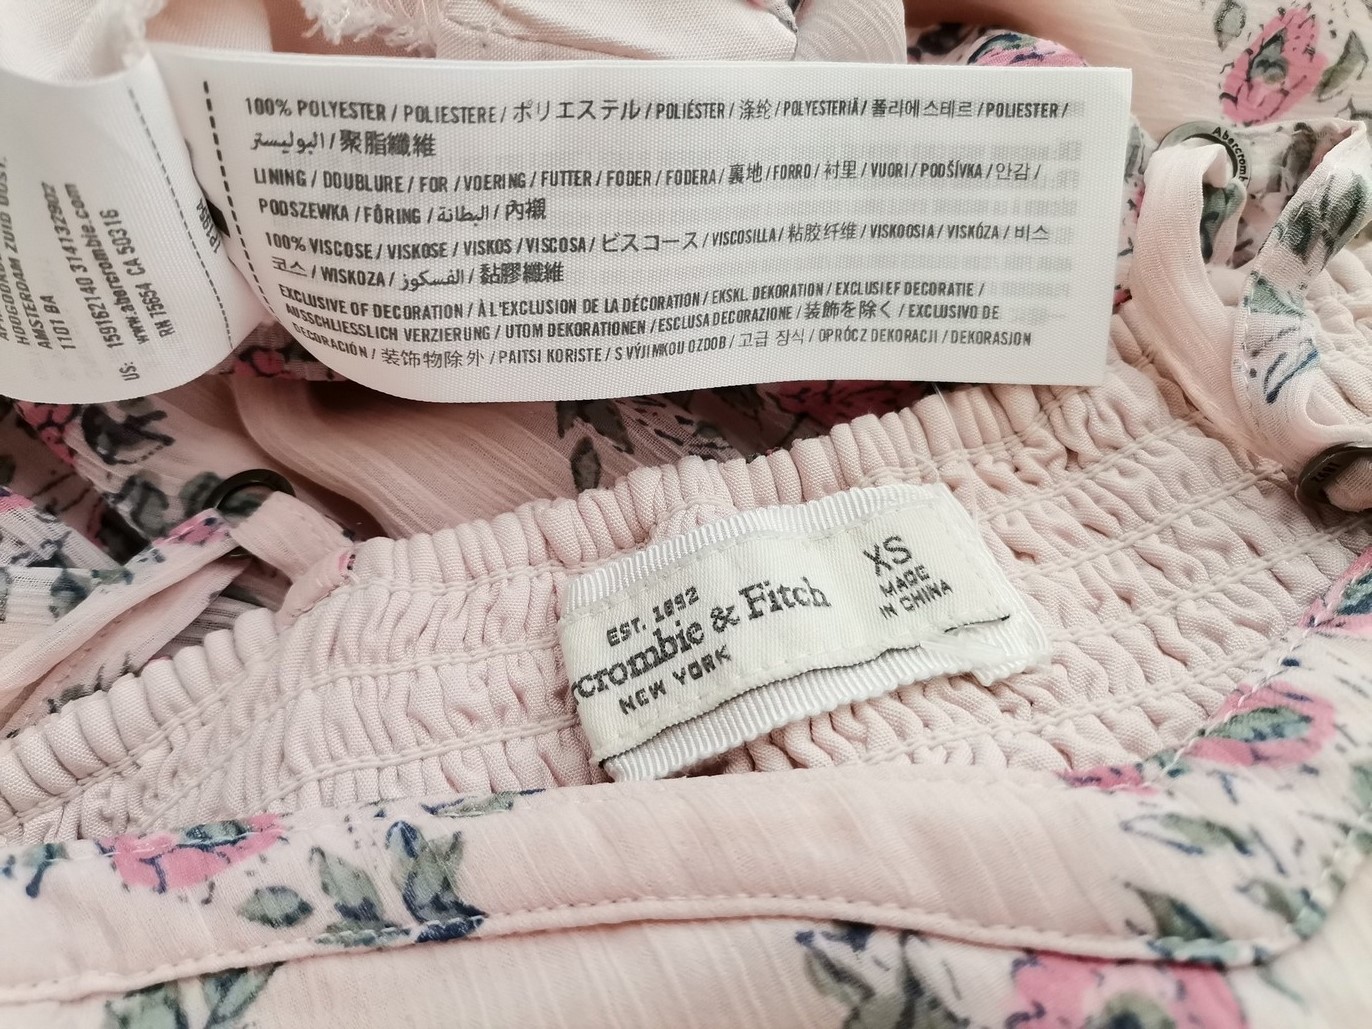 100% POLYESTER / POLIESTERE / ポリエステル / POLIÉSTER / 涤纶 / POLYESTERIÄ / 폴리에스테르 / POLIESTER /
البوليستر / 聚脂纖維
LINING / DOUBLURE / FOR / VOERING / FUTTER / FODER / FODERA / 裏地 / FORRO / 衬里 / VUORI / PODŠÍVKA / 안감 /
PODSZEWKA / FÔRING / البطانة / 內襯
100% VISCOSE / VISKOSE / VISKOS / VISCOSA / ビスコース / VISCOSILLA / 粘胶纤维 / VISKOOSIA / VISKÓZA / 비스
코스 / WISKOZA / الفسكوز / 黏膠纖維
EXCLUSIVE OF DECORATION / À L'EXCLUSION DE LA DÉCORATION / EKSKL. DEKORATION / EXCLUSIEF DECORATIE /
AUSSCHLIESSLICH VERZIERUNG / UTOM DEKORATIONEN / ESCLUSA DECORAZIONE / 装飾を除く / EXCLUSIVO DE
DECORACIÓN / 装饰物除外 / PAITSI KORISTE / S VÝJIMKOU OZDOB / 고급 장식 / OPRÓCZ DEKORACJI / DEKORASJON
HOOGOORDDREEF
AMSTERDAM ZUID OOST.
1101 BA
US: 159162140 314132902
www.abercrombie.com
RN 75654 CA 50316
EST. 1892
crombie & Fitch
NEW YORK
XS
MADE
IN CHINA
Abercrombi